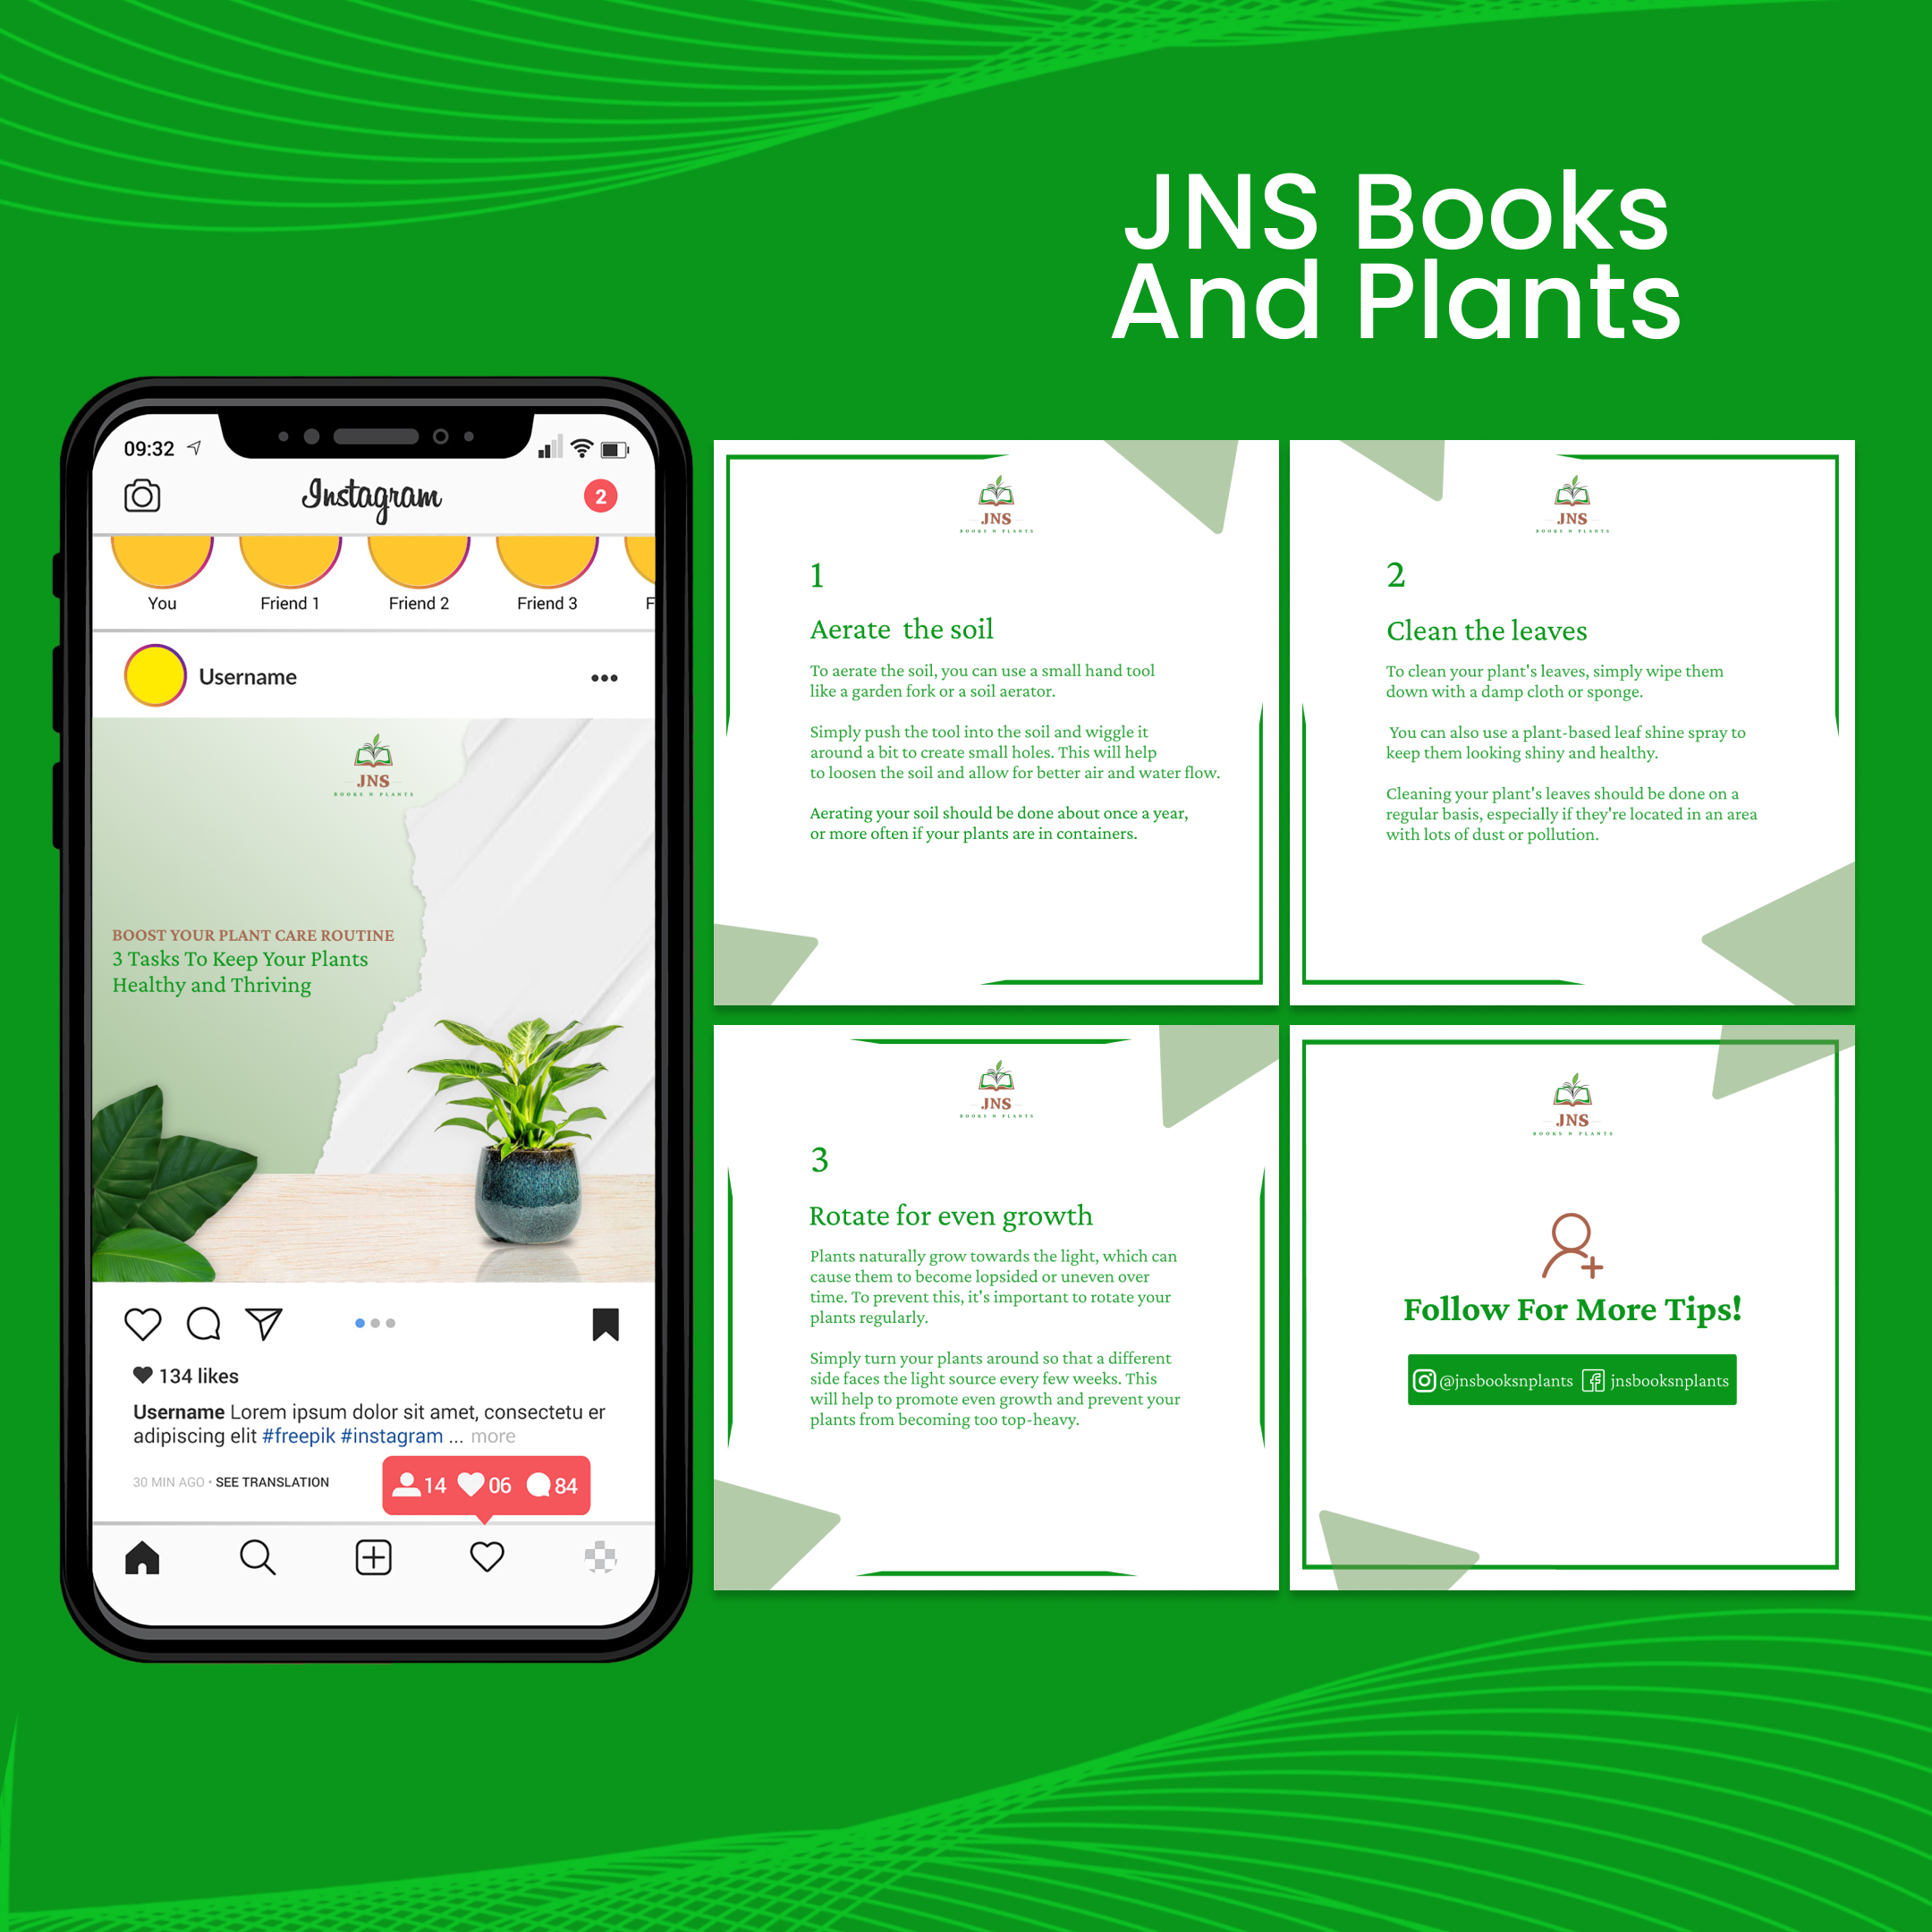 JNS Books
And Plants
09:32
Instagram
2
You
Friend 1
Friend 2
Friend 3
F
Username
JNS
BOOKS N PLANTS
BOOST YOUR PLANT CARE ROUTINE
3 Tasks To Keep Your Plants
Healthy and Thriving
134 likes
Username Lorem ipsum dolor sit amet, consectetu er
adipiscing elit #freepik #instagram ... more
30 MIN AGO • SEE TRANSLATION
14 06 84
JNS
BOOKS N PLANTS
1
Aerate  the soil
To aerate the soil, you can use a small hand tool
like a garden fork or a soil aerator.
Simply push the tool into the soil and wiggle it
around a bit to create small holes. This will help
to loosen the soil and allow for better air and water flow.
Aerating your soil should be done about once a year,
or more often if your plants are in containers.
JNS
BOOKS N PLANTS
2
Clean the leaves
To clean your plant's leaves, simply wipe them
down with a damp cloth or sponge.
You can also use a plant-based leaf shine spray to
keep them looking shiny and healthy.
Cleaning your plant's leaves should be done on a
regular basis, especially if they're located in an area
with lots of dust or pollution.
JNS
BOOKS N PLANTS
3
Rotate for even growth
Plants naturally grow towards the light, which can
cause them to become lopsided or uneven over
time. To prevent this, it's important to rotate your
plants regularly.
Simply turn your plants around so that a different
side faces the light source every few weeks. This
will help to promote even growth and prevent your
plants from becoming too top-heavy.
JNS
BOOKS N PLANTS
Follow For More Tips!
@jnsbooksnplants jnsbooksnplants